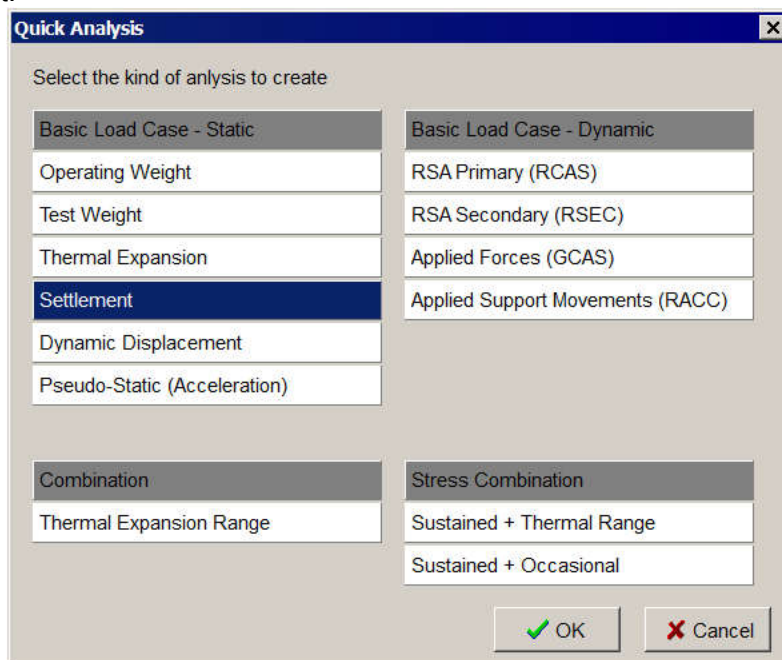 Quick Analysis
Select the kind of anlysis to create
Basic Load Case - Static
Operating Weight
Test Weight
Thermal Expansion
Settlement
Dynamic Displacement
Pseudo-Static (Acceleration)
Basic Load Case - Dynamic
RSA Primary (RCAS)
RSA Secondary (RSEC)
Applied Forces (GCAS)
Applied Support Movements (RACC)
Combination
Thermal Expansion Range
Stress Combination
Sustained + Thermal Range
Sustained + Occasional
OK
Cancel